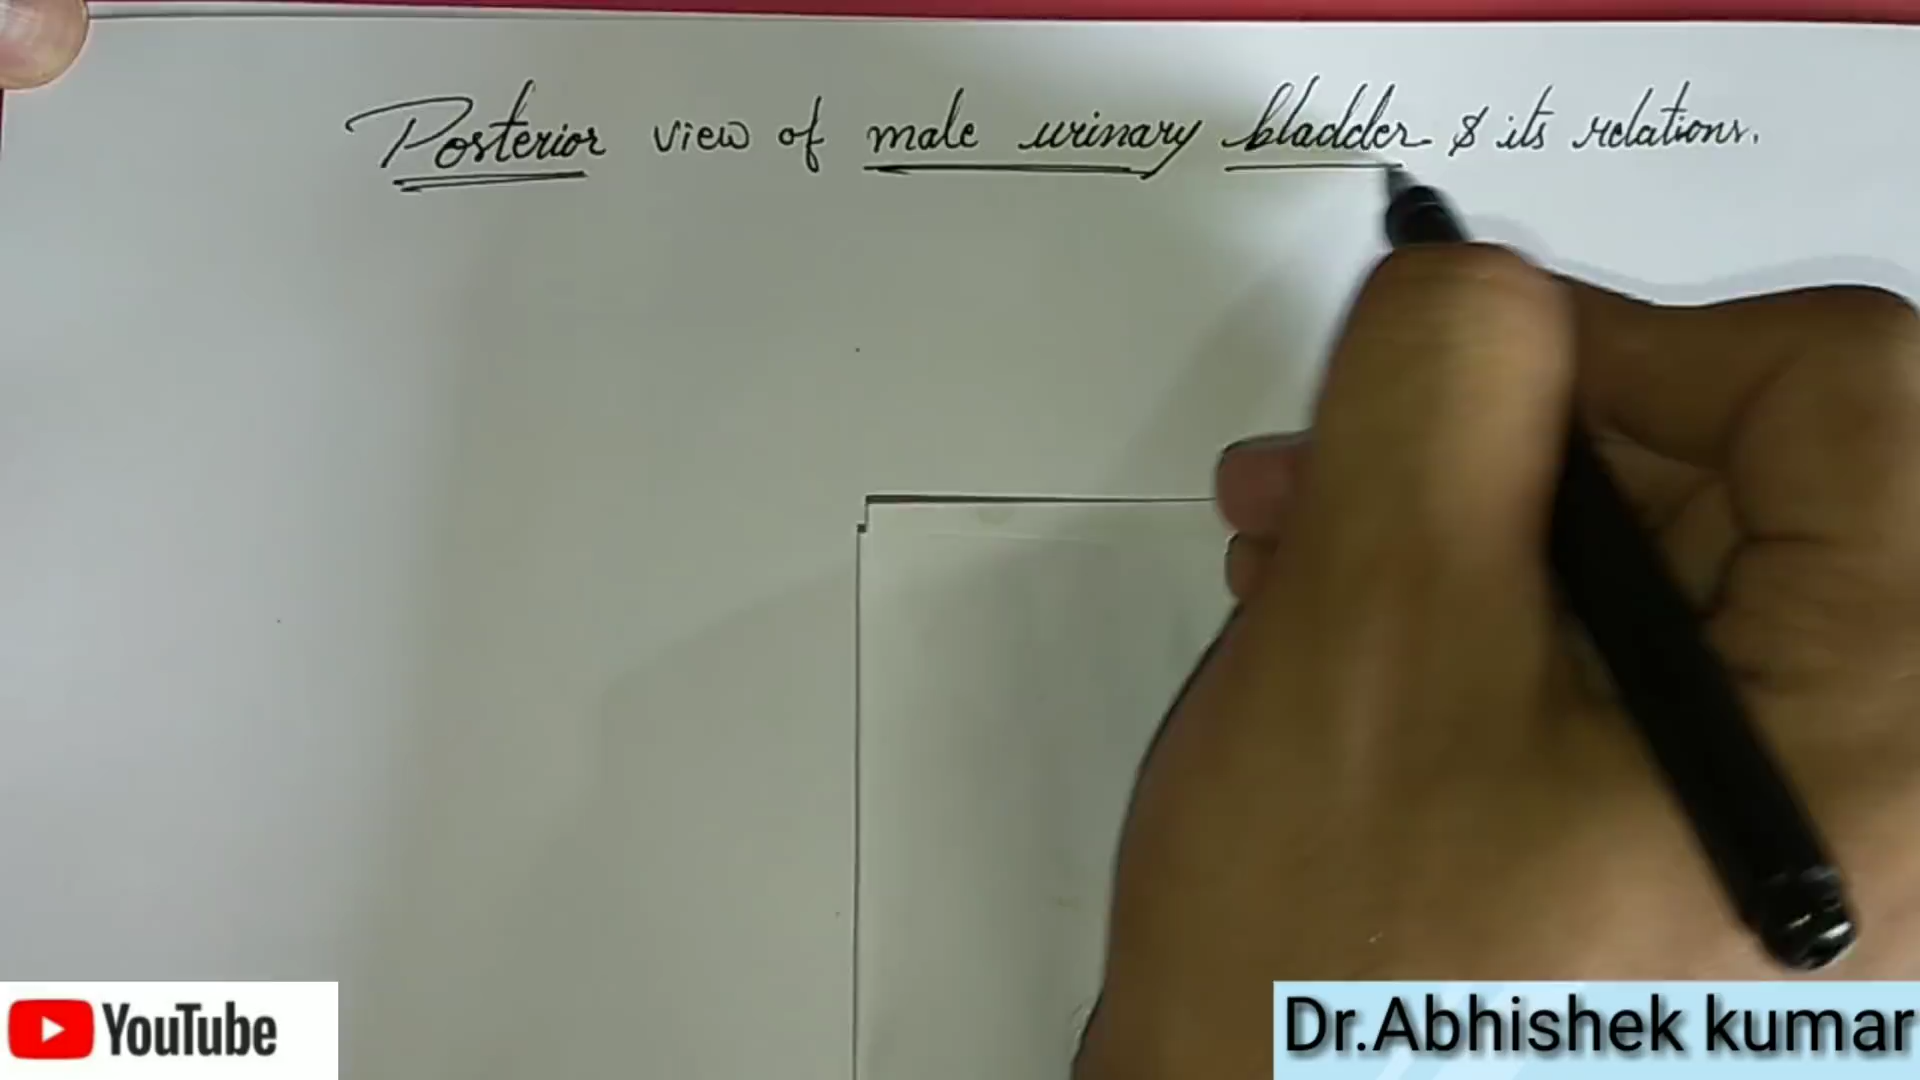 Posterior view of male urinary bladder & its relations.
YouTube
Dr.Abhishek kumar